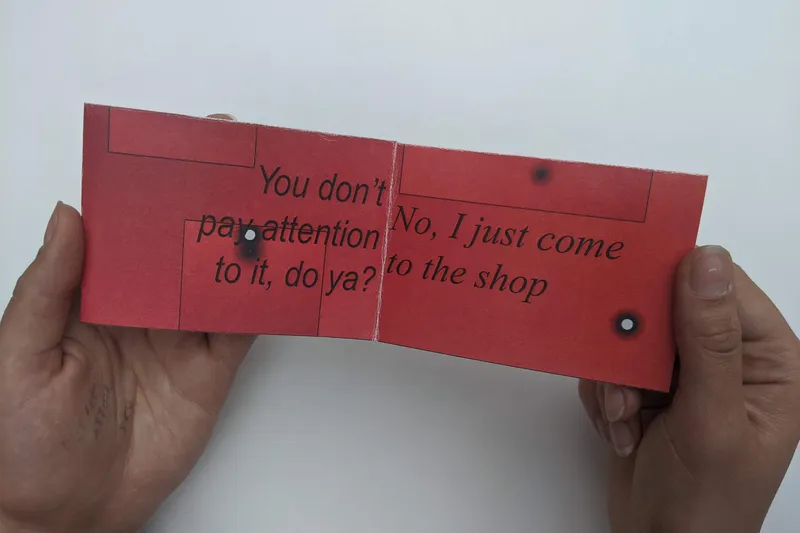 You don't
pay attention
to it, do ya?
No, I just come
to the shop